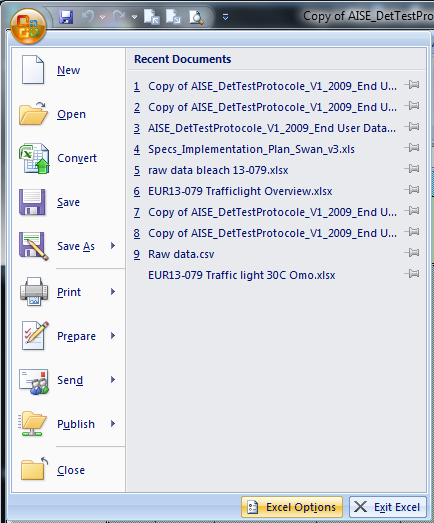 Copy of AISE_DetTestPro
Recent Documents
New
Open
Convert
Save
Save As
Print
Prepare
Send
Publish
Close
1 Copy of AISE_DetTestProtocole_V1_2009_End U...
2 Copy of AISE_DetTestProtocole_V1_2009_End U...
3 AISE_DetTestProtocole_V1_2009_End User Data...
4 Specs_Implementation_Plan_Swan_v3.xls
5 raw data bleach 13-079.xlsx
6 EUR13-079 Trafficlight Overview.xlsx
7 Copy of AISE_DetTestProtocole_V1_2009_End U...
8 Copy of AISE_DetTestProtocole_V1_2009_End U...
9 Raw data.csv
EUR13-079 Traffic light 30C Omo.xlsx
Excel Options
Exit Excel